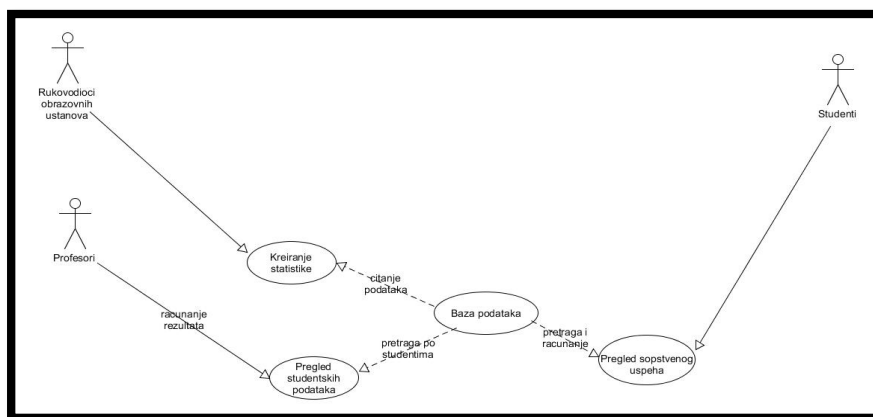 Rukovodioci
obrazovnih
ustanova
Studenti
Profesori
Kreiranje
statistike
citanje
podataka
Baza podataka
racunanje
rezultata
pretraga i
racunanje
pretraga po
studentima
Pregled
studentskih
podataka
Pregled sopstvenog
uspeha